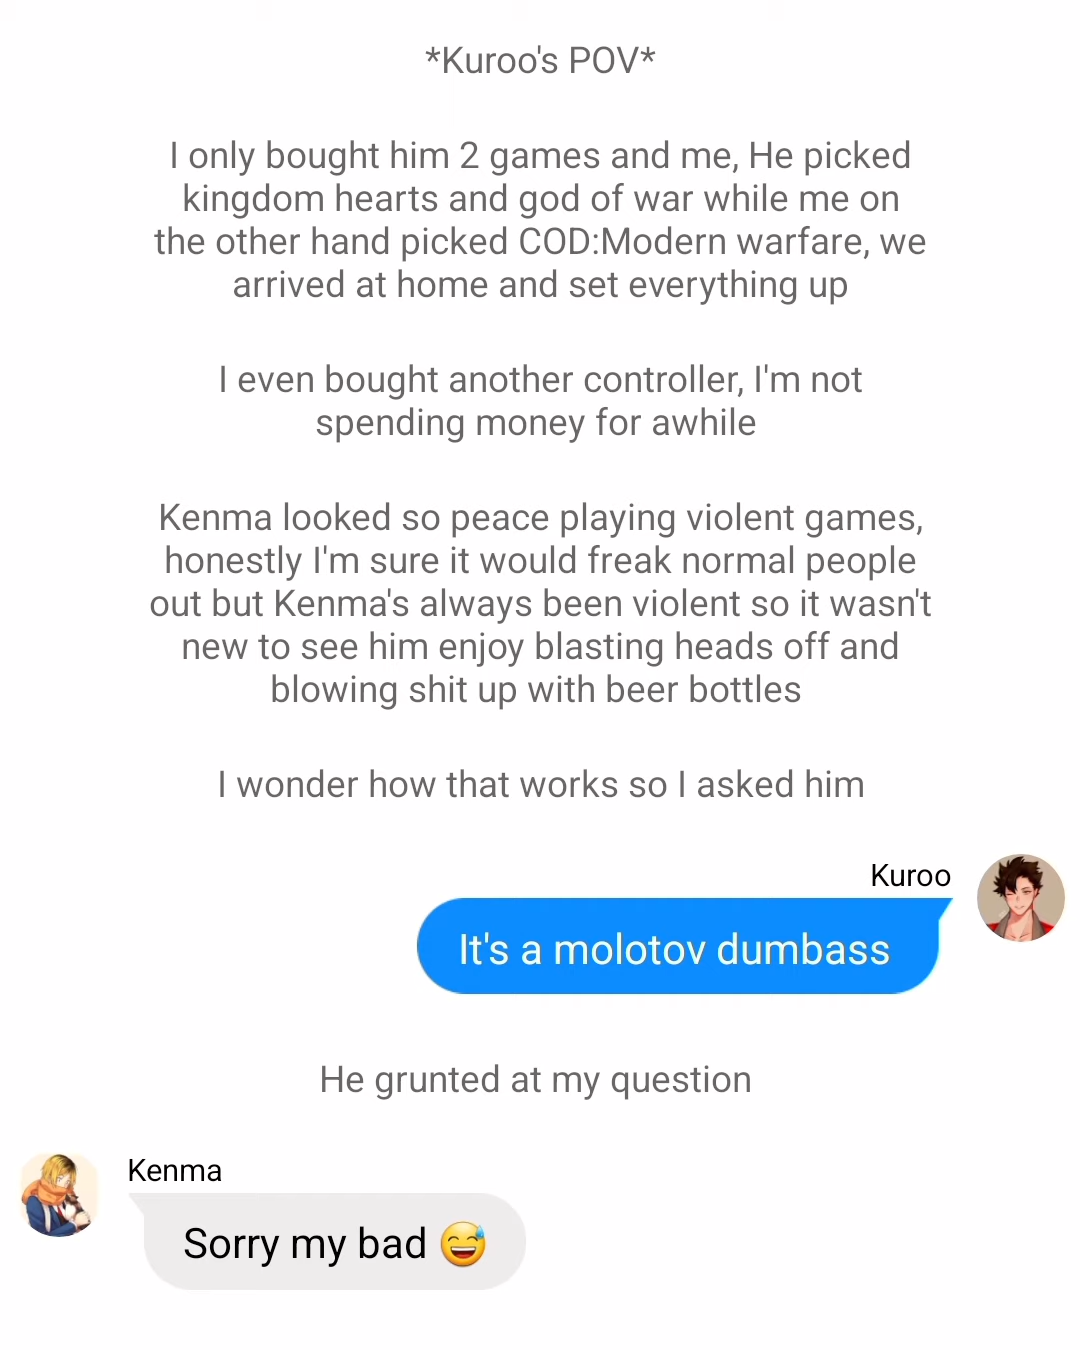 *Kuroo's POV*
I only bought him 2 games and me, He picked
kingdom hearts and god of war while me on
the other hand picked COD:Modern warfare, we
arrived at home and set everything up
I even bought another controller, I'm not
spending money for awhile
Kenma looked so peace playing violent games,
honestly I'm sure it would freak normal people
out but Kenma's always been violent so it wasn't
new to see him enjoy blasting heads off and
blowing shit up with beer bottles
I wonder how that works so I asked him
Kuroo
It's a molotov dumbass
He grunted at my question
Kenma
Sorry my bad 😅